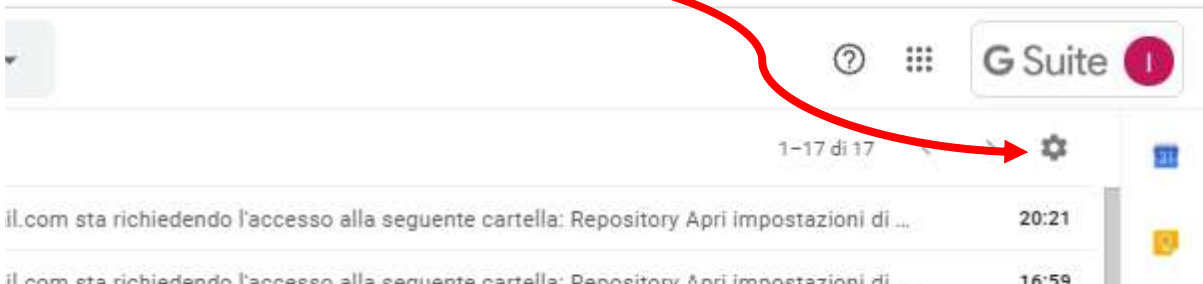 G Suite I
1–17 di 17
31
il.com sta richiedendo l'accesso alla seguente cartella: Repository Apri impostazioni di ... 20:21
il.com sta richiedendo l'accesso alla seguente cartella: Repository Apri impostazioni di ... 16:59